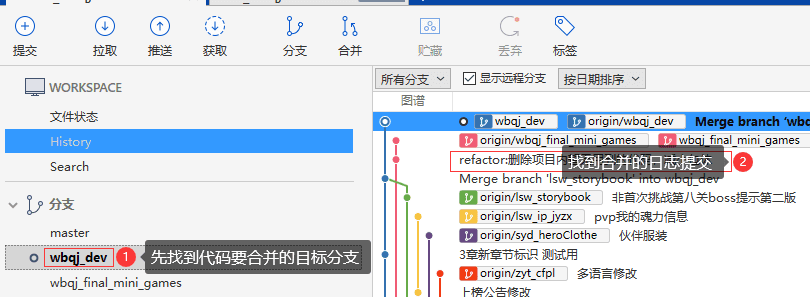 提交 拉取 推送 获取 分支 合并 贮藏 丢弃 标签
WORKSPACE
文件状态
History
Search
分支
master
wbqj_dev 1 先找到代码要合并的目标分支
wbqj_final_mini_games
所有分支 显示远程分支 按日期排序
图谱
wbqj_dev origin/wbqj_dev Merge branch 'wbq
origin/wbqj_final_mini_games wbqj_final_mini_games
refactor:删除项目内 找到合并的日志提交 2
Merge branch 'lsw_storybook' into wbqj_dev
origin/lsw_storybook 非首次挑战第八关boss提示第二版
origin/lsw_ip_jyzx pvp我的魂力信息
origin/syd_heroClothe 伙伴服装
3章新章节标识 测试用
origin/zyt_cfpl 多语言修改
上榜公告修改